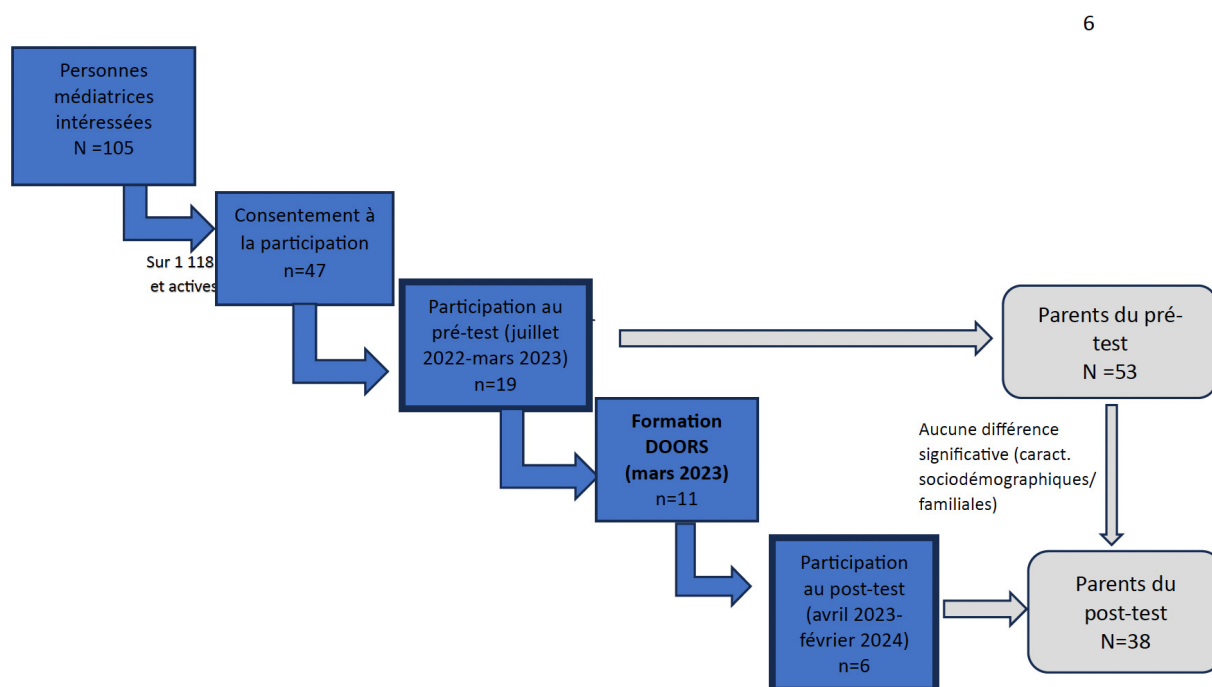 6
Personnes
médiatrices
intéressées
N =105
Sur 1 118
et actives
Consentement à
la participation
n=47
Participation au
pré-test (juillet
2022-mars 2023)
n=19
Parents du pré-
test
N =53
Formation
DOORS
(mars 2023)
n=11
Aucune différence
significative (caract.
sociodémographiques/
familiales)
Participation
au post-test
(avril 2023-
février 2024)
n=6
Parents du
post-test
N=38